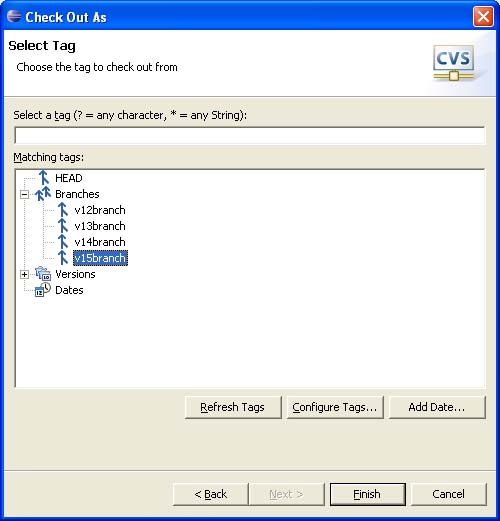 Check Out As
Select Tag
Choose the tag to check out from
CVS
Select a tag (? = any character, * = any String):
Matching tags:
HEAD
Branches
v12branch
v13branch
v14branch
v15branch
Versions
Dates
Refresh Tags Configure Tags... Add Date...
< Back Next > Finish Cancel